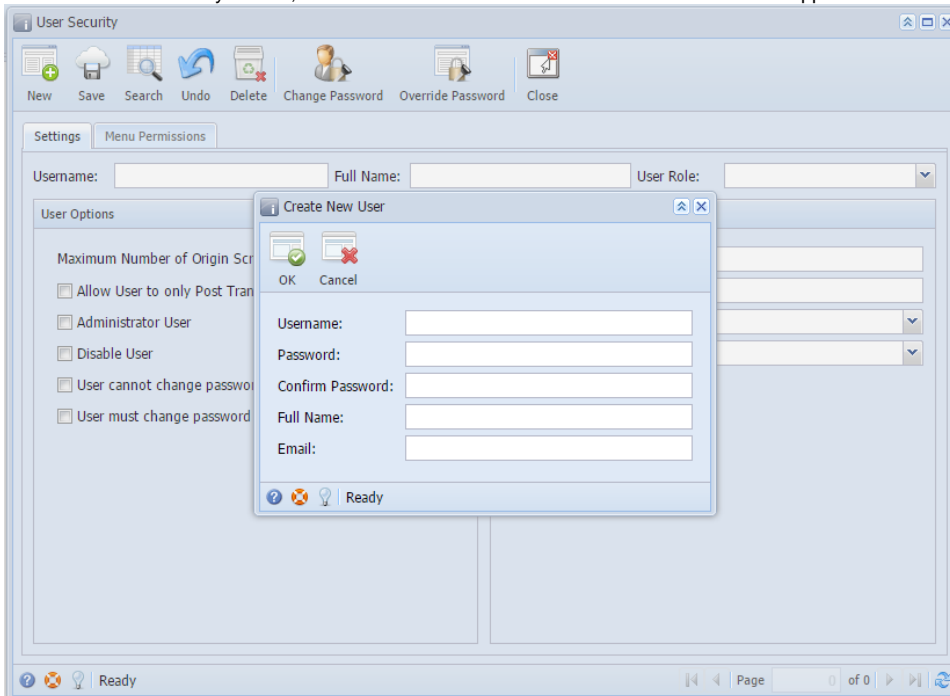 User Security
New Save Search Undo Delete Change Password Override Password Close
Settings Menu Permissions
Username: Full Name: User Role:
User Options
Maximum Number of Origin Scr
Allow User to only Post Tran
Administrator User
Disable User
User cannot change passwo
User must change password
Create New User
OK Cancel
Username:
Password:
Confirm Password:
Full Name:
Email:
Ready
Ready Page 0 of 0